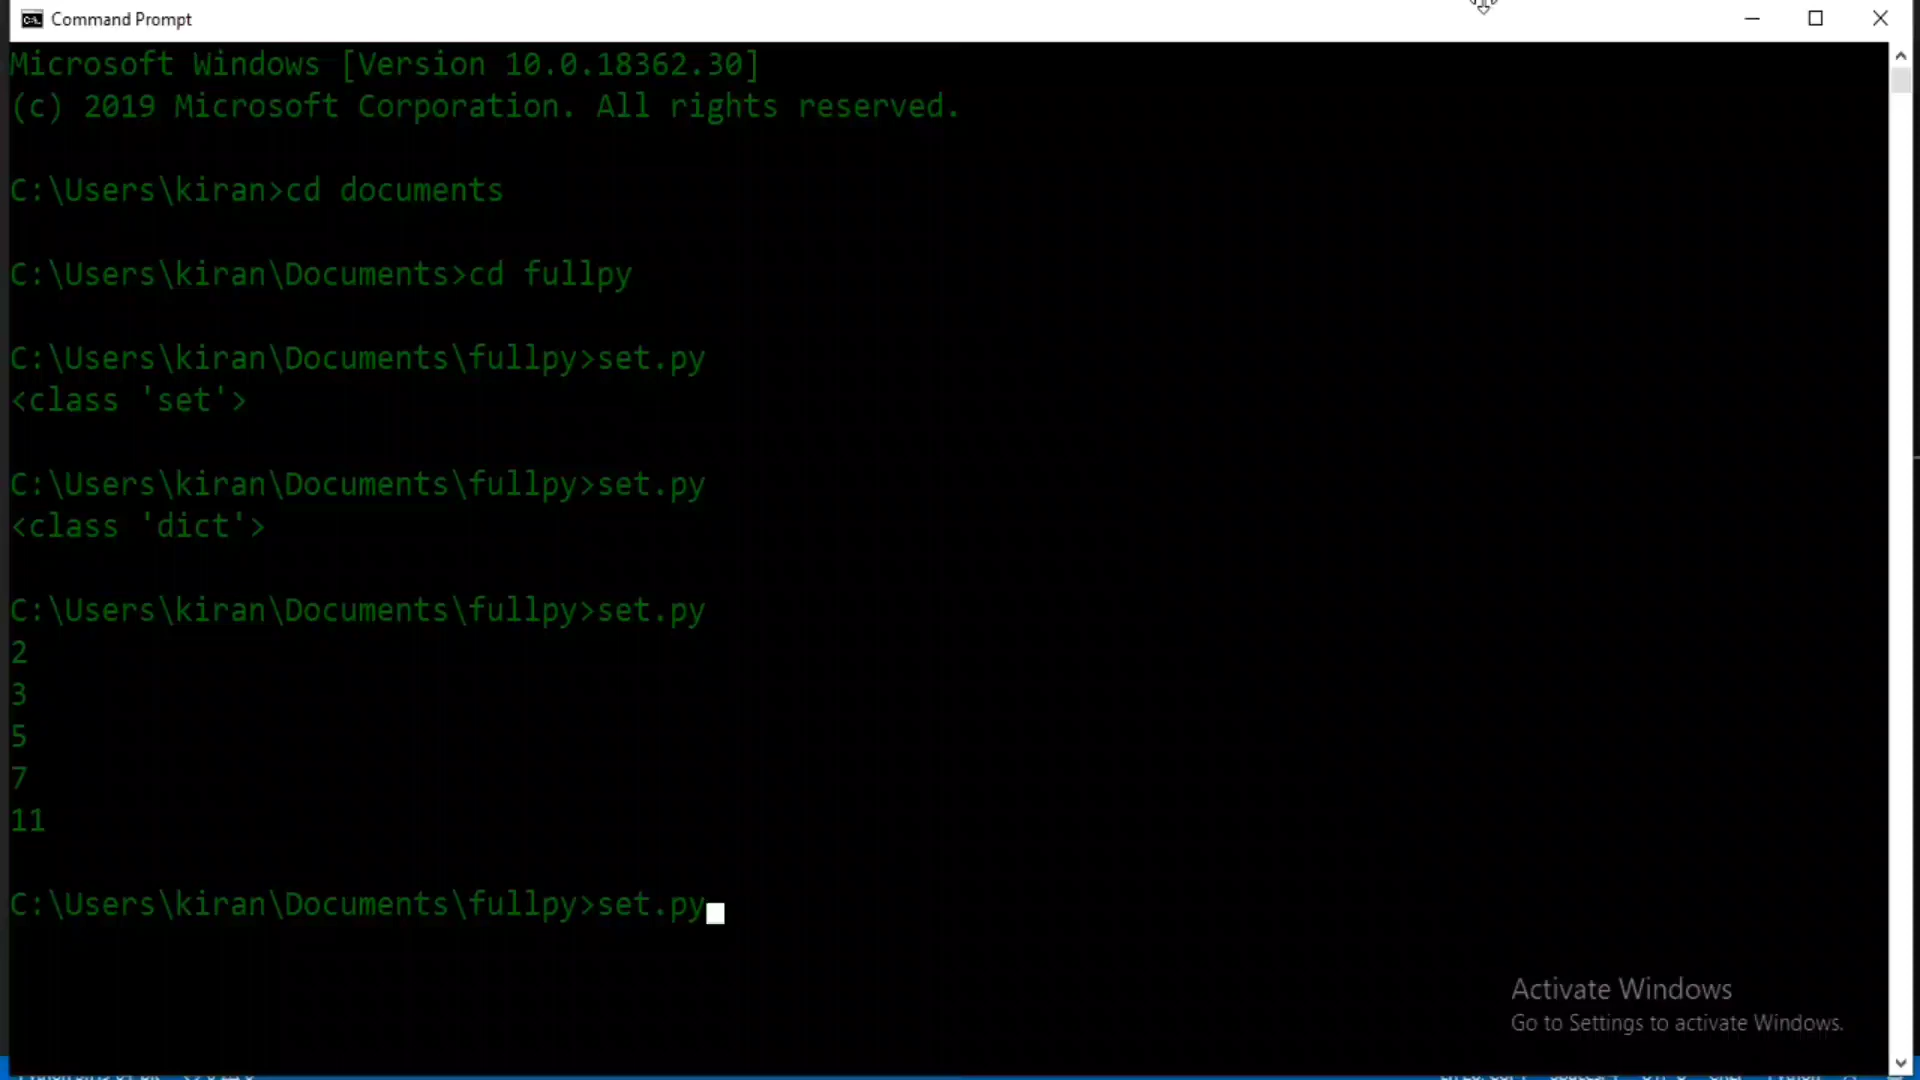 Command Prompt
Microsoft Windows [Version 10.0.18362.30]
(c) 2019 Microsoft Corporation. All rights reserved.
C:\Users\kiran>cd documents
C:\Users\kiran\Documents>cd fullpy
C:\Users\kiran\Documents\fullpy>set.py
<class 'set'>
C:\Users\kiran\Documents\fullpy>set.py
<class 'dict'>
C:\Users\kiran\Documents\fullpy>set.py
2
3
5
7
11
C:\Users\kiran\Documents\fullpy>set.py
Activate Windows
Go to Settings to activate Windows.